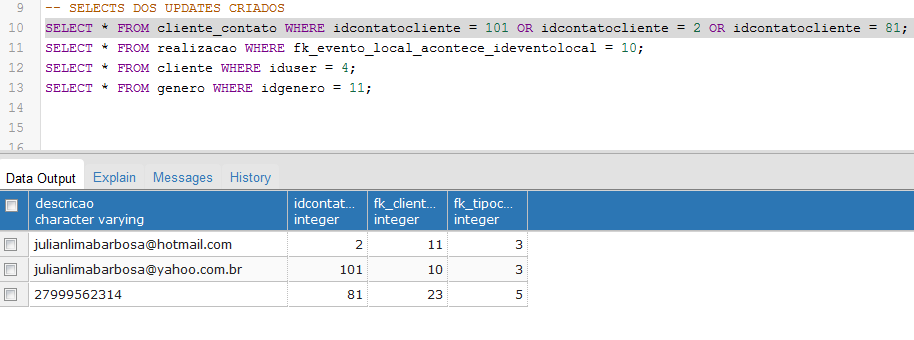 9 -- SELECTS DOS UPDATES CRIADOS
10 SELECT * FROM cliente_contato WHERE idcontatocliente = 101 OR idcontatocliente = 2 OR idcontatocliente = 81;
11 SELECT * FROM realizacao WHERE fk_evento_local_acontece_ideventolocal = 10;
12 SELECT * FROM cliente WHERE iduser = 4;
13 SELECT * FROM genero WHERE idgenero = 11;
14
15
16
Data Output Explain Messages History
descricao idcontat... fk_client... fk_tipoc...
character varying integer integer integer
julianlimabarbosa@hotmail.com 2 11 3
julianlimabarbosa@yahoo.com.br 101 10 3
27999562314 81 23 5